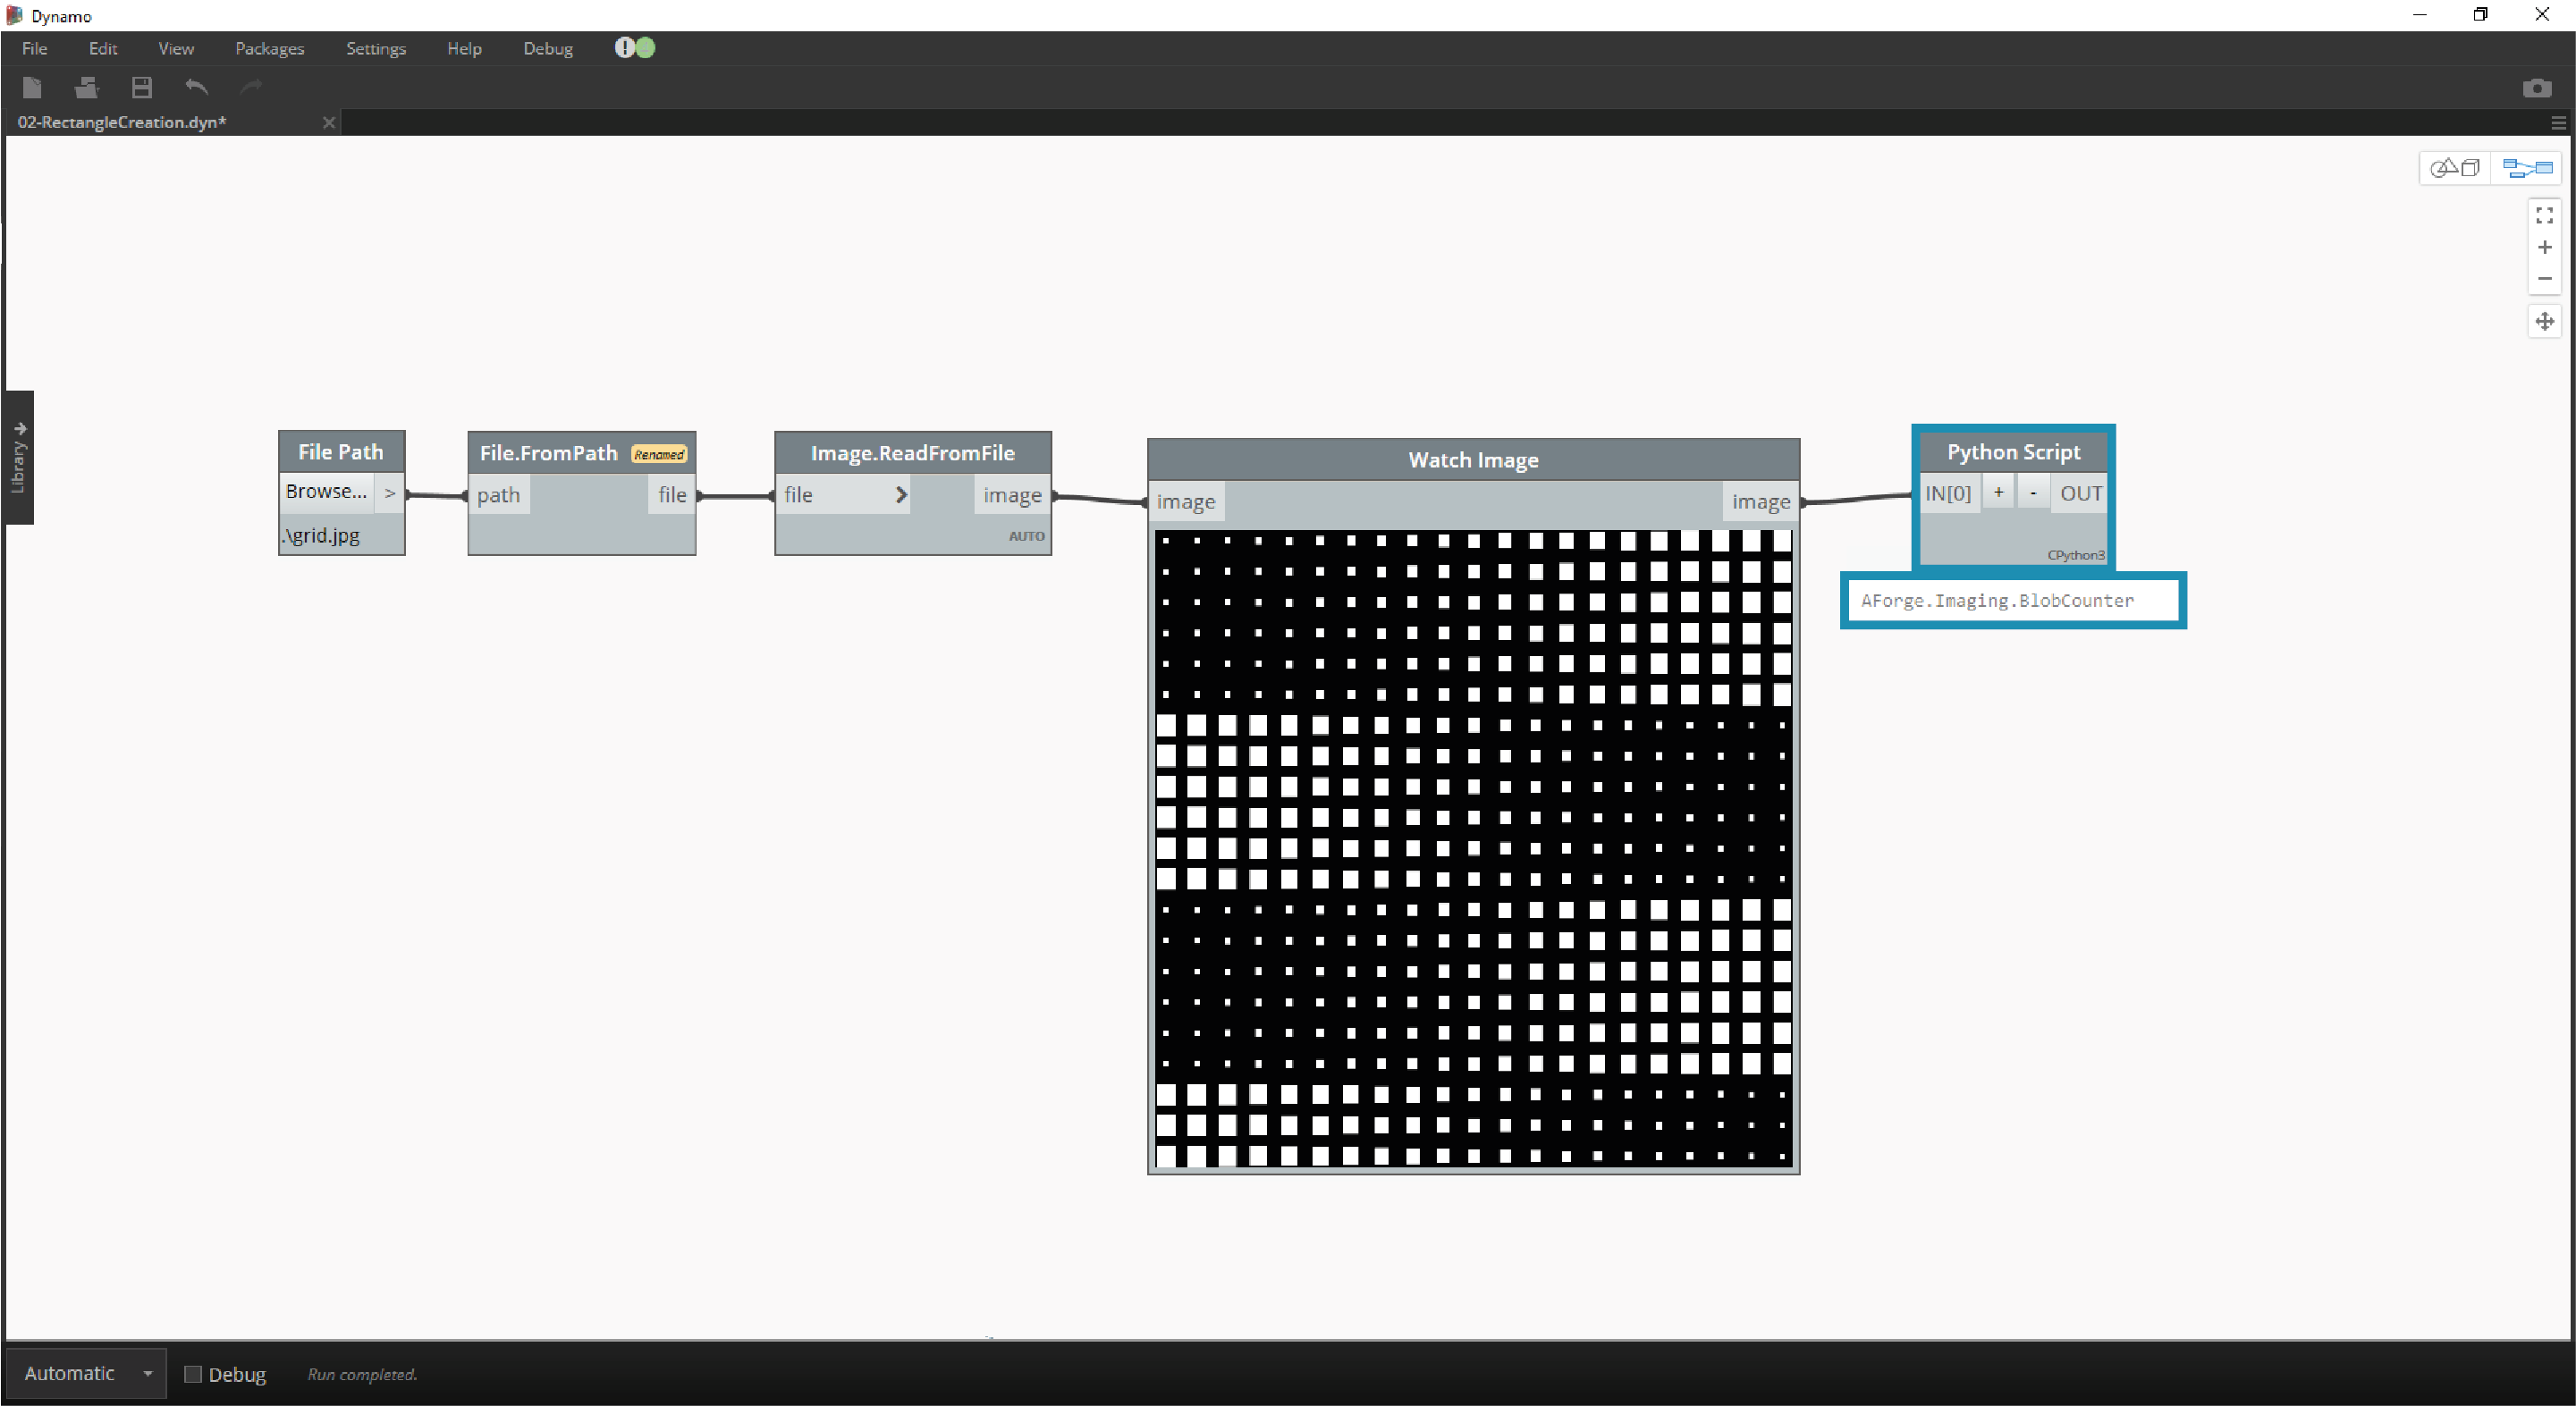 Dynamo
File Edit View Packages Settings Help Debug
02-RectangleCreation.dyn*
Library
File Path
Browse... >
.\grid.jpg
File.FromPath Renamed
path file
Image.ReadFromFile
file image
AUTO
Watch Image
image image
Python Script
IN[0] + - OUT
CPython3
AForge.Imaging.BlobCounter
Automatic Debug Run completed.